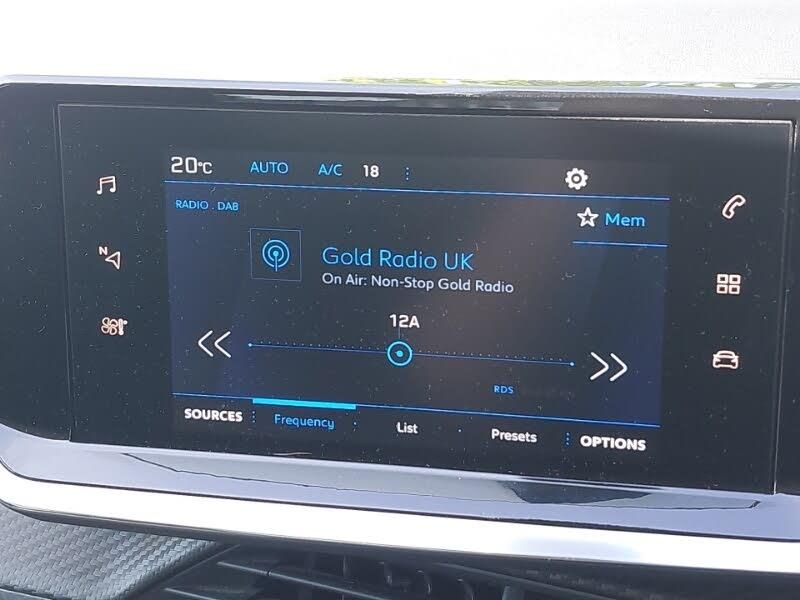 20°C AUTO A/C 18
RADIO . DAB
Mem
N
Gold Radio UK
On Air: Non-Stop Gold Radio
12A
RDS
SOURCES Frequency List Presets OPTIONS